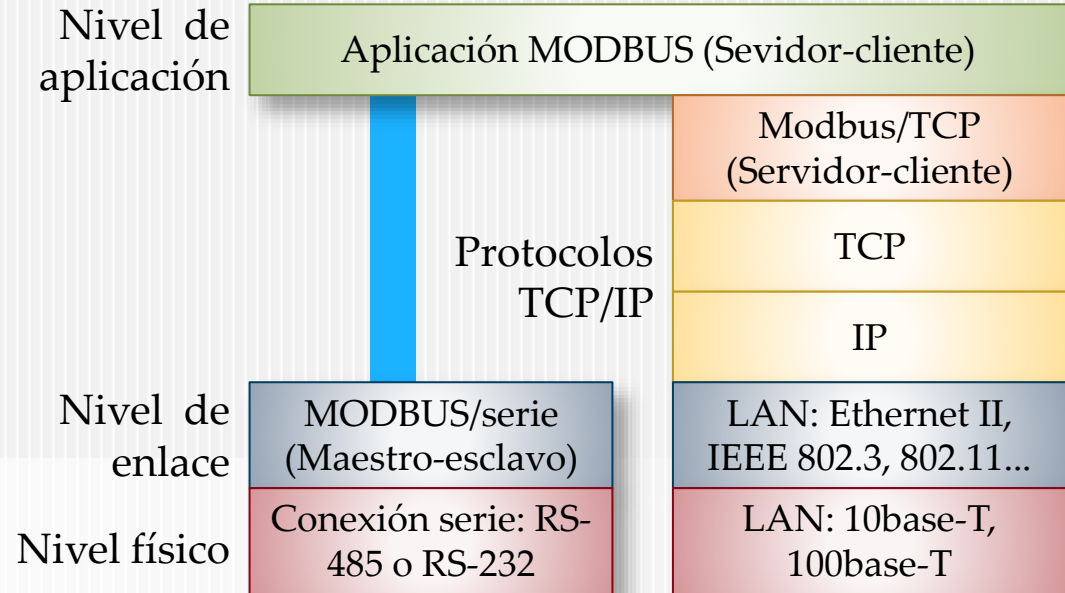 Nivel de
aplicación
Aplicación MODBUS (Sevidor-cliente)
Modbus/TCP
(Servidor-cliente)
Protocolos
TCP/IP
TCP
IP
Nivel de
enlace
MODBUS/serie
(Maestro-esclavo)
LAN: Ethernet II,
IEEE 802.3, 802.11...
Nivel físico
Conexión serie: RS-
485 o RS-232
LAN: 10base-T,
100base-T